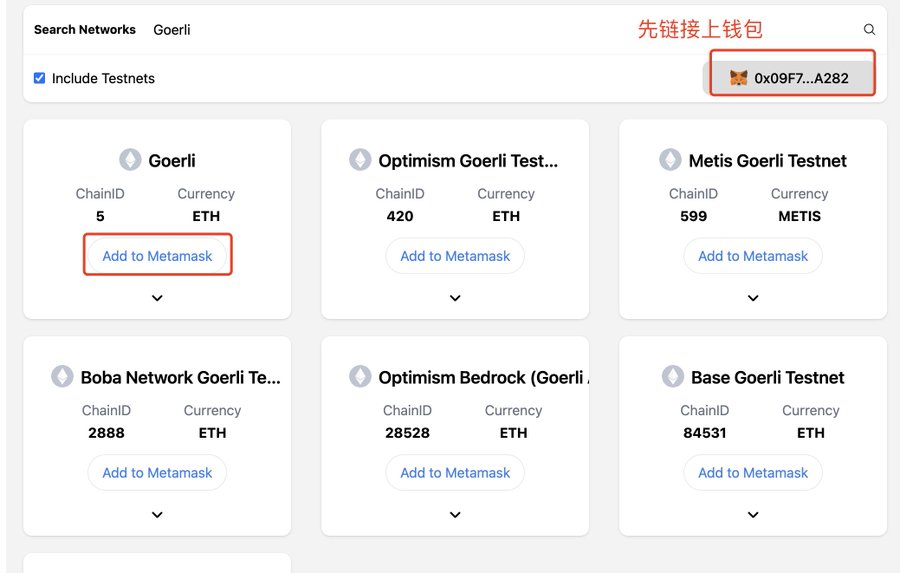 Search Networks Goerli 先链接上钱包
Include Testnets 0x09F7...A282
Goerli
ChainID Currency
5 ETH
Add to Metamask
Optimism Goerli Test...
ChainID Currency
420 ETH
Add to Metamask
Metis Goerli Testnet
ChainID Currency
599 METIS
Add to Metamask
Boba Network Goerli Te...
ChainID Currency
2888 ETH
Add to Metamask
Optimism Bedrock (Goerli
ChainID Currency
28528 ETH
Add to Metamask
Base Goerli Testnet
ChainID Currency
84531 ETH
Add to Metamask